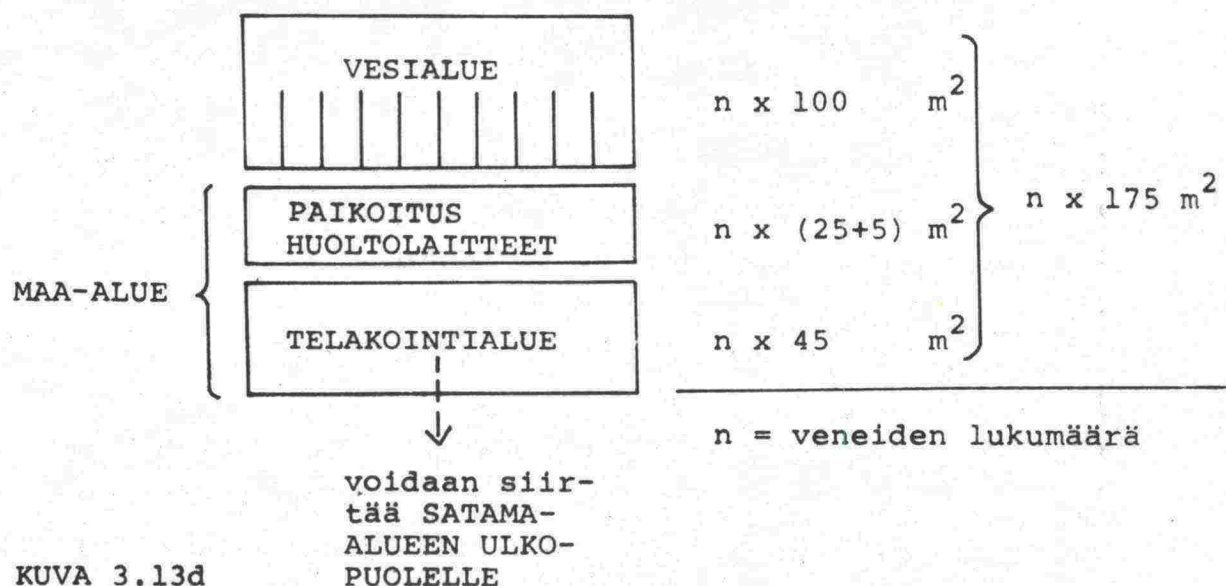 VESIALUE
n x 100 m²
PAIKOITUS
HUOLTOLAITTEET
n x (25+5) m²
n x 175 m²
MAA-ALUE
TELAKOINTIALUE
n x 45 m²
n = veneiden lukumäärä
voidaan siir-
tää SATAMA-
ALUEEN ULKO-
PUOLELLE
KUVA 3.13d